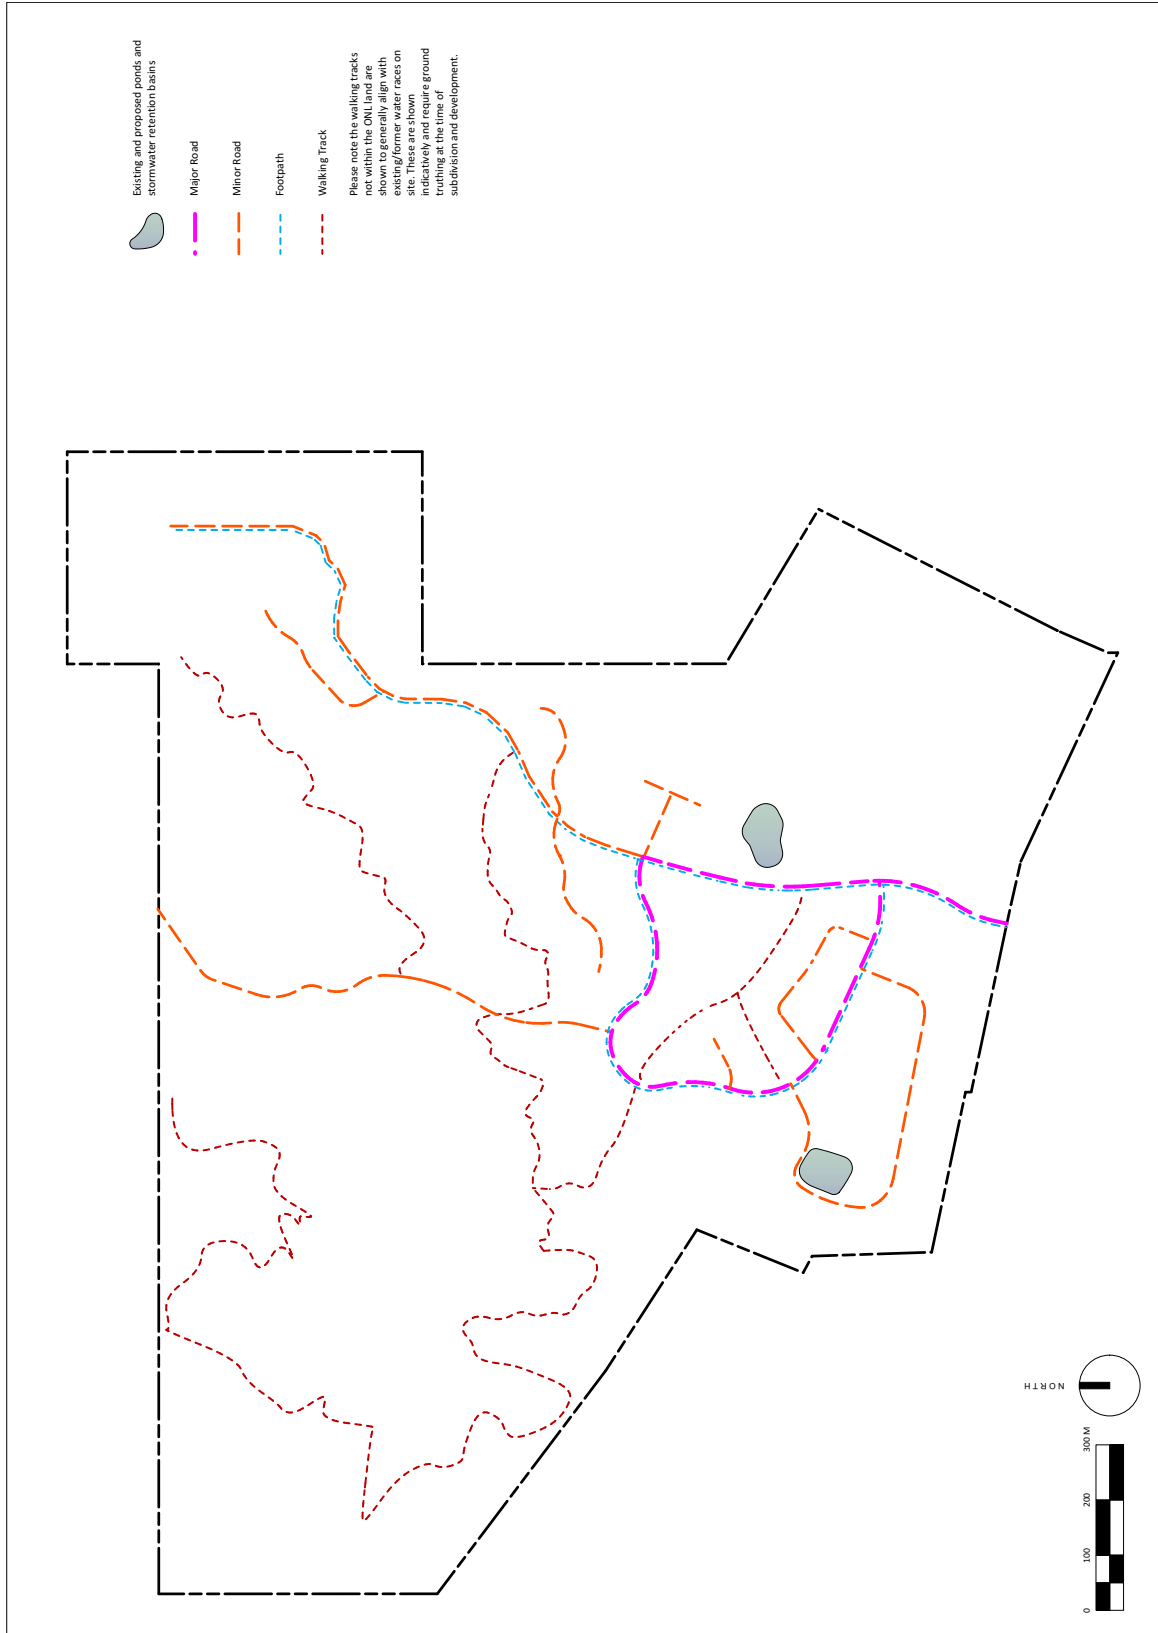 Existing and proposed ponds and
stormwater retention basins
Major Road
Minor Road
Footpath
Walking Track
Please note the walking tracks
not within the ONL land are
shown to generally align with
existing/former water races on
site. These are shown
indicatively and require ground
truthing at the time of
subdivision and development.
NORTH
0 100 200 300 M